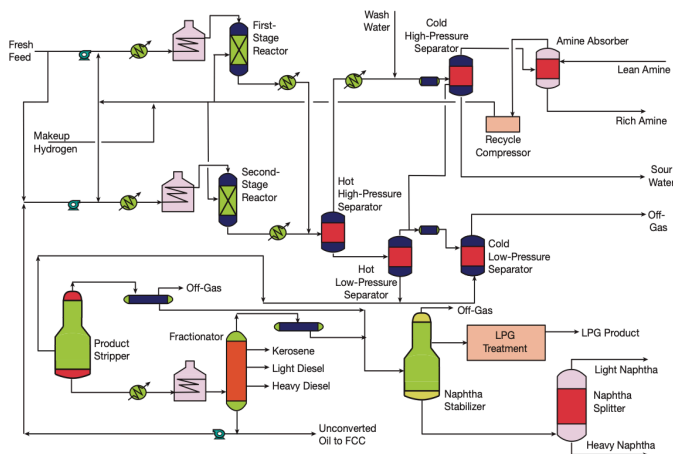 Fresh
Feed
First-
Stage
Reactor
Wash
Water
Cold
High-Pressure
Separator
Amine Absorber
Lean Amine
Rich Amine
Recycle
Compressor
Makeup
Hydrogen
Second-
Stage
Reactor
Hot
High-Pressure
Separator
Sour
Water
Off-
Gas
Hot
Low-Pressure
Separator
Cold
Low-Pressure
Separator
Off-Gas
Product
Stripper
Fractionator
Kerosene
Light Diesel
Heavy Diesel
Unconverted
Oil to FCC
Off-Gas
Naphtha
Stabilizer
LPG
Treatment
LPG Product
Light Naphtha
Naphtha
Splitter
Heavy Naphtha